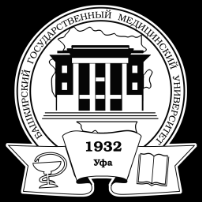 БАШКИРСКИЙ ГОСУДАРСТВЕННЫЙ МЕДИЦИНСКИЙ УНИВЕРСИТЕТ
1932
Уфа